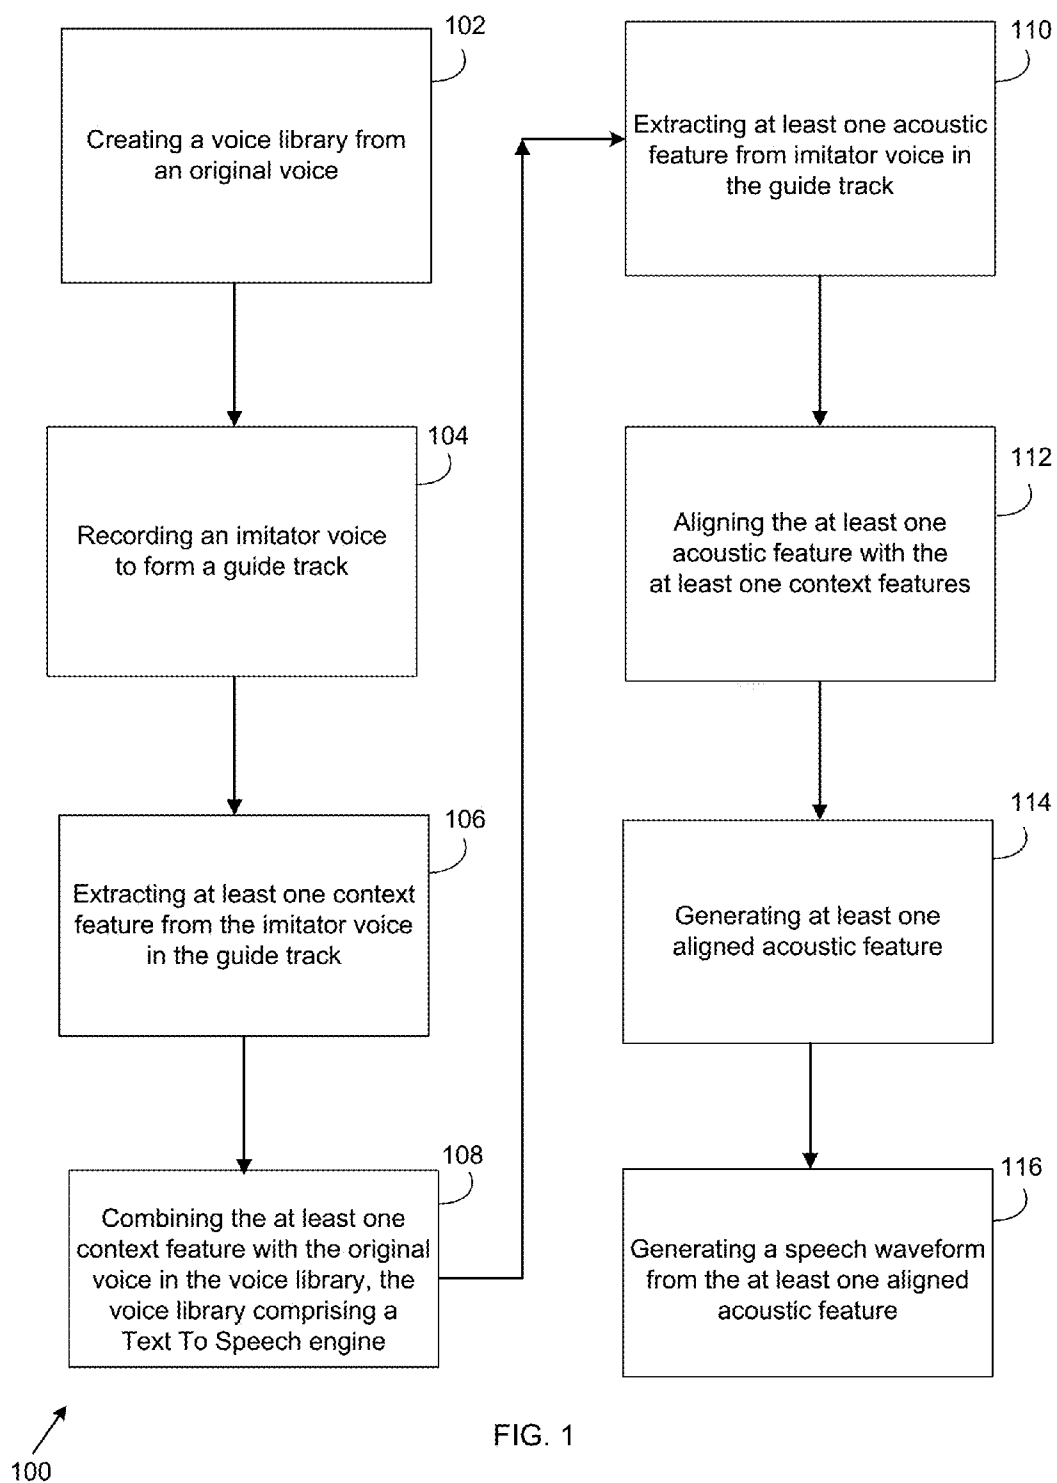 102
Creating a voice library from
an original voice
104
Recording an imitator voice
to form a guide track
106
Extracting at least one context
feature from the imitator voice
in the guide track
108
Combining the at least one
context feature with the original
voice in the voice library, the
voice library comprising a
Text To Speech engine
110
Extracting at least one acoustic
feature from imitator voice in
the guide track
112
Aligning the at least one
acoustic feature with the
at least one context features
114
Generating at least one
aligned acoustic feature
116
Generating a speech waveform
from the at least one aligned
acoustic feature
100
FIG. 1